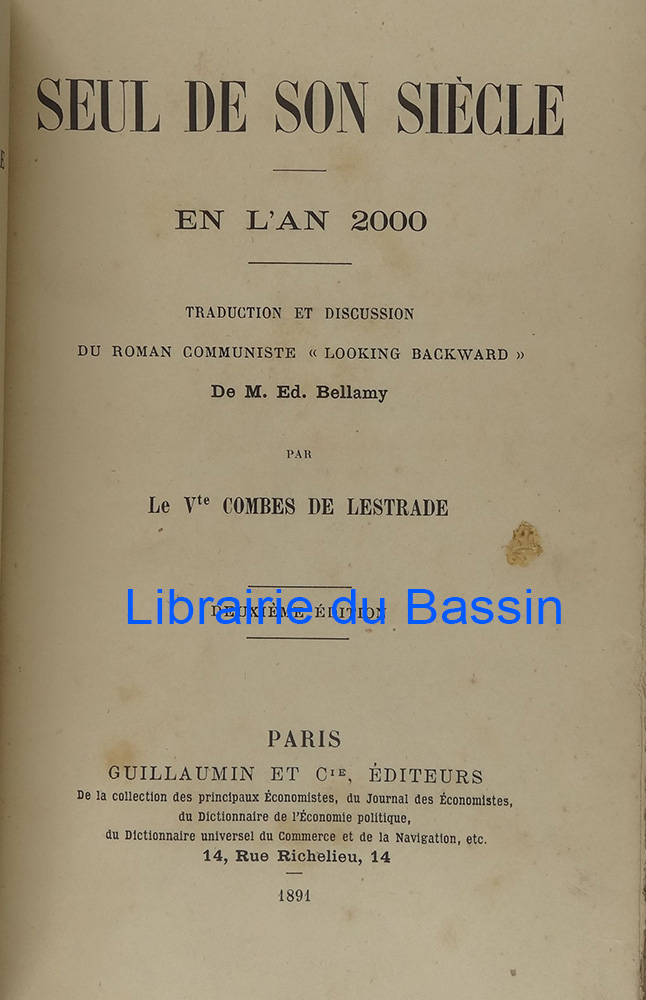 SEUL DE SON SIÈCLE
E
EN L'AN 2000
TRADUCTION ET DISCUSSION
DU ROMAN COMMUNISTE « LOOKING BACKWARD »
De M. Ed. Bellamy
PAR
Le Vte COMBES DE LESTRADE
DEUXIÈME ÉDITION
Librairie du Bassin
PARIS
GUILLAUMIN ET CIE, ÉDITEURS
De la collection des principaux Économistes, du Journal des Économistes,
du Dictionnaire de l'Économie politique,
du Dictionnaire universel du Commerce et de la Navigation, etc.
14, Rue Richelieu, 14
1891